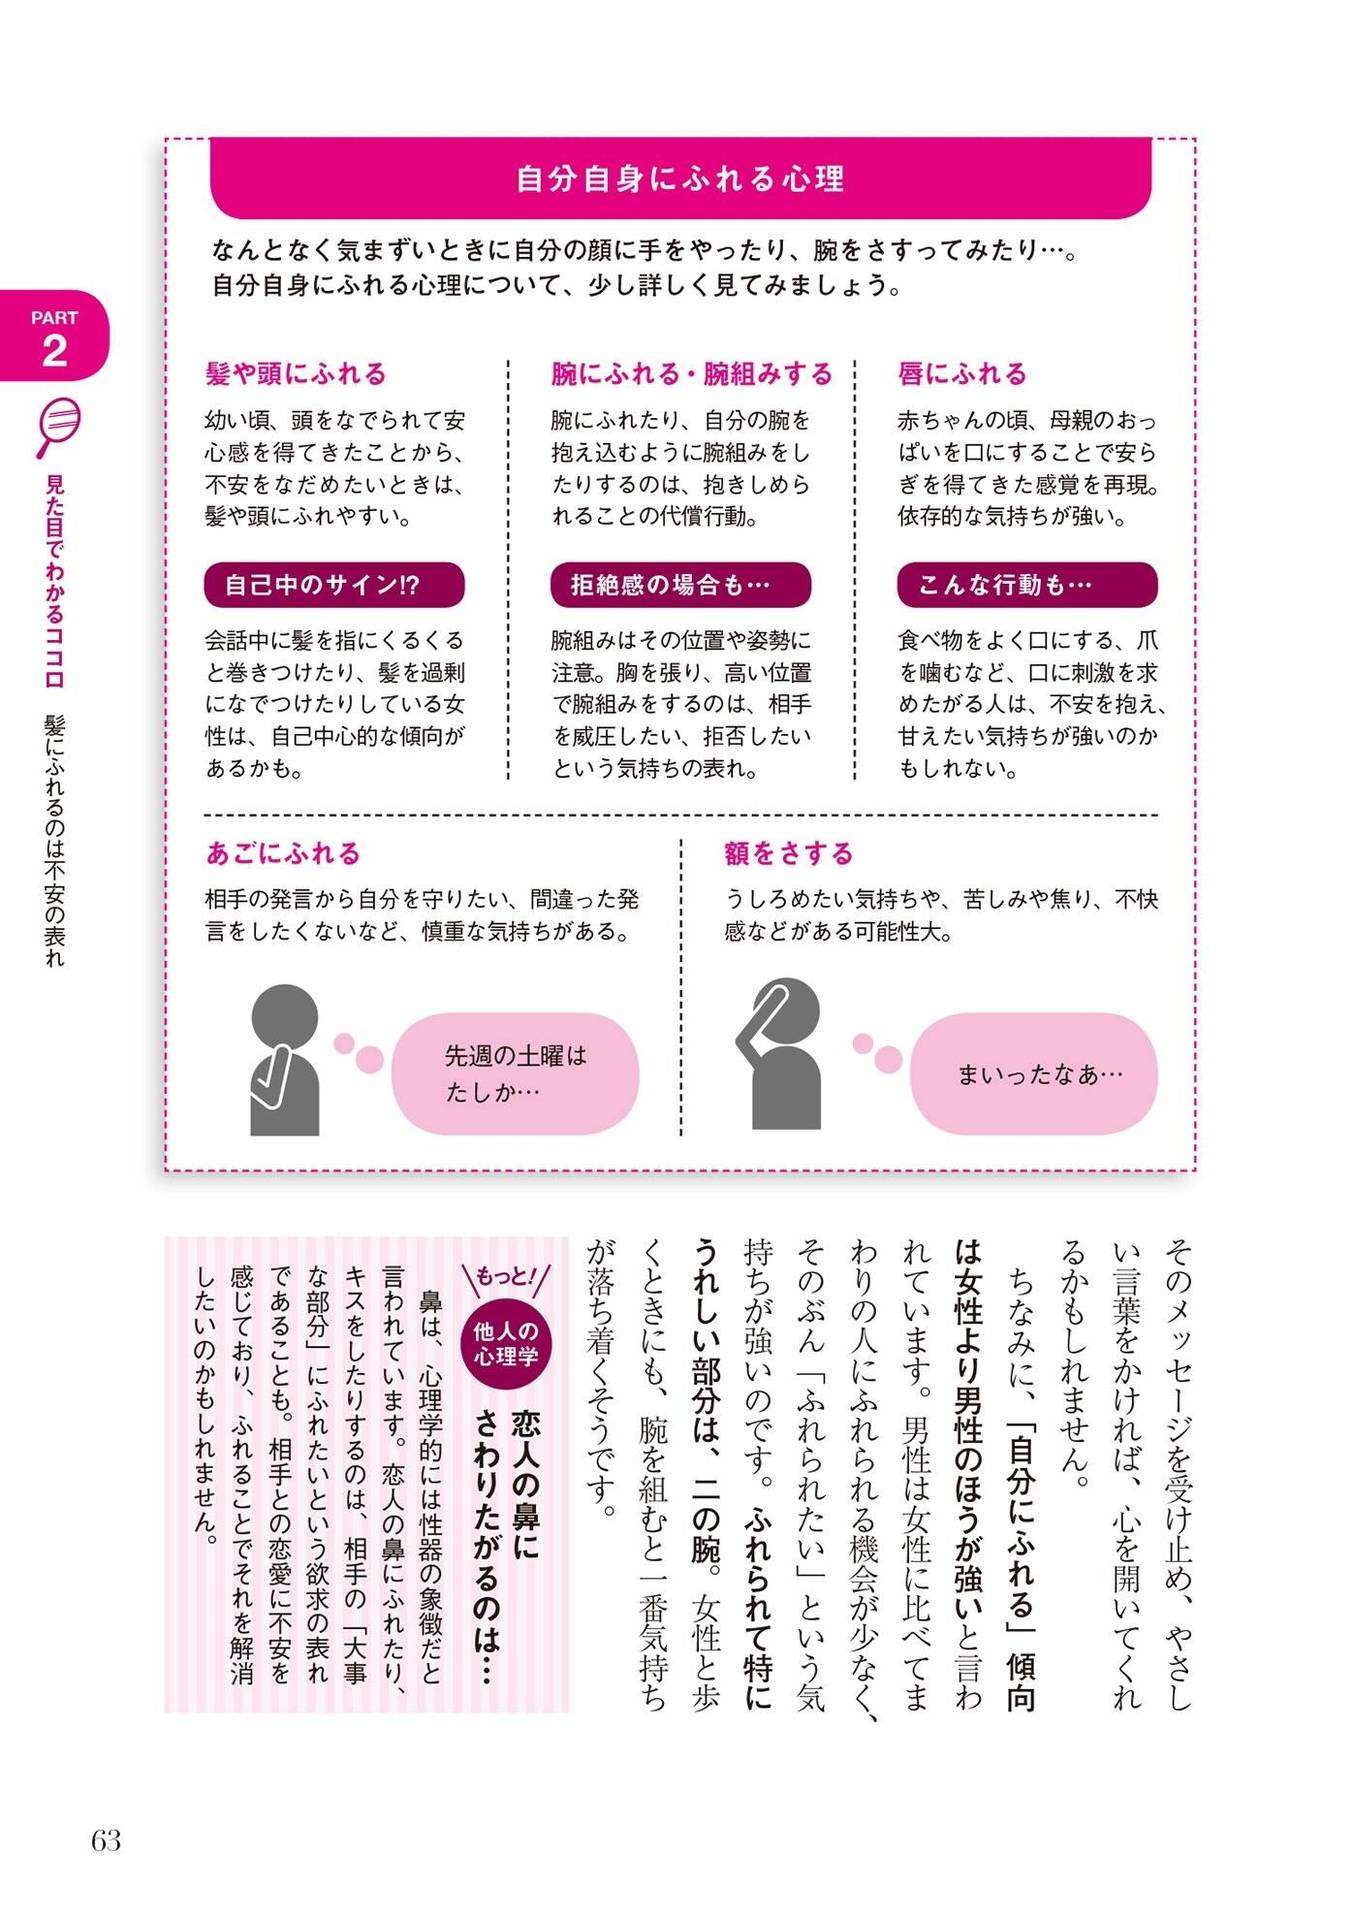 自分自身にふれる心理
なんとなく気まずいときに自分の顔に手をやったり、腕をさすってみたり…。
自分自身にふれる心理について、少し詳しく見てみましょう。
髪や頭にふれる
幼い頃、頭をなでられて安
心感を得てきたことから、
不安をなだめたいときは、
髪や頭にふれやすい。
自己中のサイン!?
会話中に髪を指にくるくる
と巻きつけたり、髪を過剰
になでつけたりしている女
性は、自己中心的な傾向が
あるかも。
腕にふれる・腕組みする
腕にふれたり、自分の腕を
抱え込むように腕組みをし
たりするのは、抱きしめら
れることの代償行動。
拒絶感の場合も…
腕組みはその位置や姿勢に
注意。胸を張り、高い位置
で腕組みをするのは、相手
を威圧したい、拒否したい
という気持ちの表れ。
唇にふれる
赤ちゃんの頃、母親のおっ
ぱいを口にすることで安ら
ぎを得てきた感覚を再現。
依存的な気持ちが強い。
こんな行動も…
食べ物をよく口にする、爪
を噛むなど、口に刺激を求
めたがる人は、不安を抱え、
甘えたい気持ちが強いのか
もしれない。
あごにふれる
相手の発言から自分を守りたい、間違った発
言をしたくないなど、慎重な気持ちがある。
先週の土曜は
たしか…
額をさする
うしろめたい気持ちや、苦しみや焦り、不快
感などがある可能性大。
まいったなあ…
PART
2
見た目でわかるココロ 髪にふれるのは不安の表れ
そのメッセージを受け止め、やさし
い言葉をかければ、心を開いてくれ
るかもしれません。
ちなみに、「自分にふれる」傾向
は女性より男性のほうが強いと言わ
れています。男性は女性に比べてま
わりの人にふれられる機会が少なく、
そのぶん「ふれられたい」という気
持ちが強いのです。ふれられて特に
うれしい部分は、二の腕。女性と歩
くときにも、腕を組むと一番気持ち
が落ち着くそうです。
もっと!
他人の
心理学
恋人の鼻に
さわりたがるのは…
鼻は、心理学的には性器の象徴だと
言われています。恋人の鼻にふれたり、
キスをしたりするのは、相手の「大事
な部分」にふれたいという欲求の表れ
であることも。相手との恋愛に不安を
感じており、ふれることでそれを解消
したいのかもしれません。
63